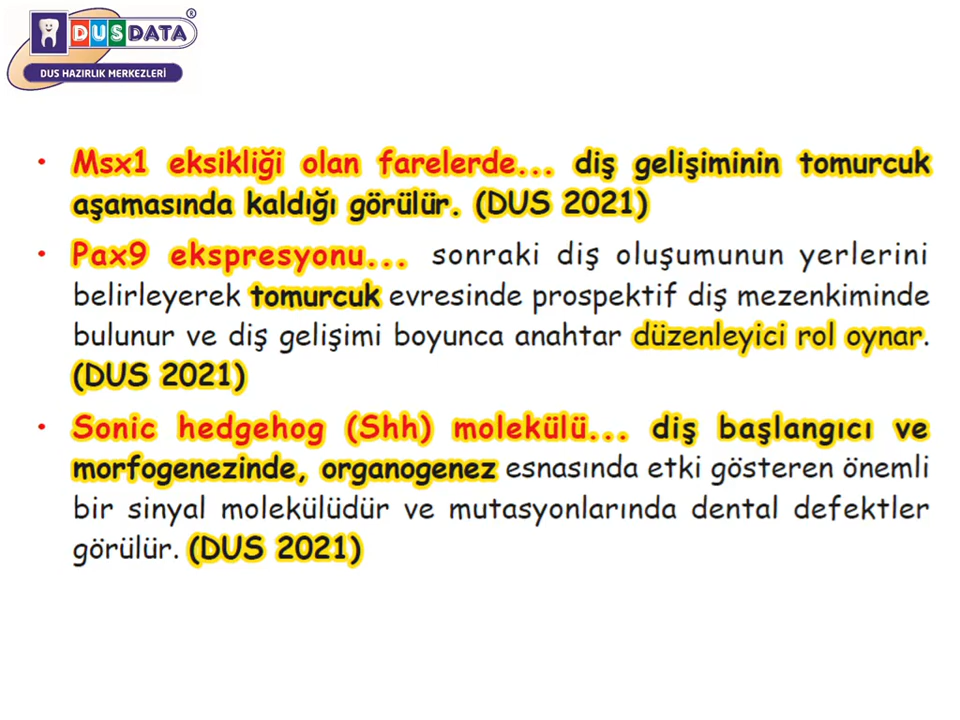 DUSDATA®
DUS HAZIRLIK MERKEZLERİ
• Msx1 eksikliği olan farelerde... diş gelişiminin tomurcuk
aşamasında kaldığı görülür. (DUS 2021)
• Pax9 ekspresyonu... sonraki diş oluşumunun yerlerini
belirleyerek tomurcuk evresinde prospektif diş mezenkiminde
bulunur ve diş gelişimi boyunca anahtar düzenleyici rol oynar.
(DUS 2021)
• Sonic hedgehog (Shh) molekülü... diş başlangıcı ve
morfogenezinde, organogenez esnasında etki gösteren önemli
bir sinyal molekülüdür ve mutasyonlarında dental defektler
görülür. (DUS 2021)